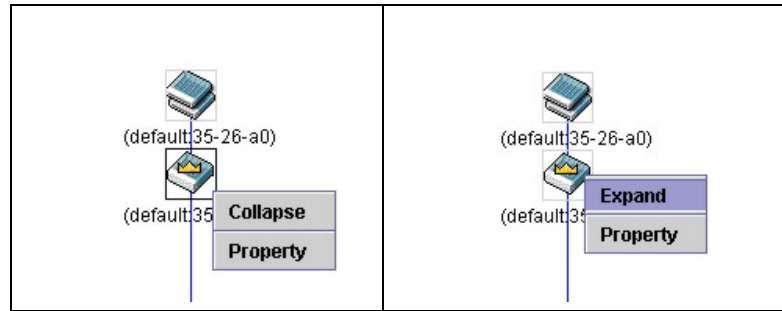 (default:35-26-a0)
(default:35
Collapse
Property
(default:35-26-a0)
(default:35
Expand
Property